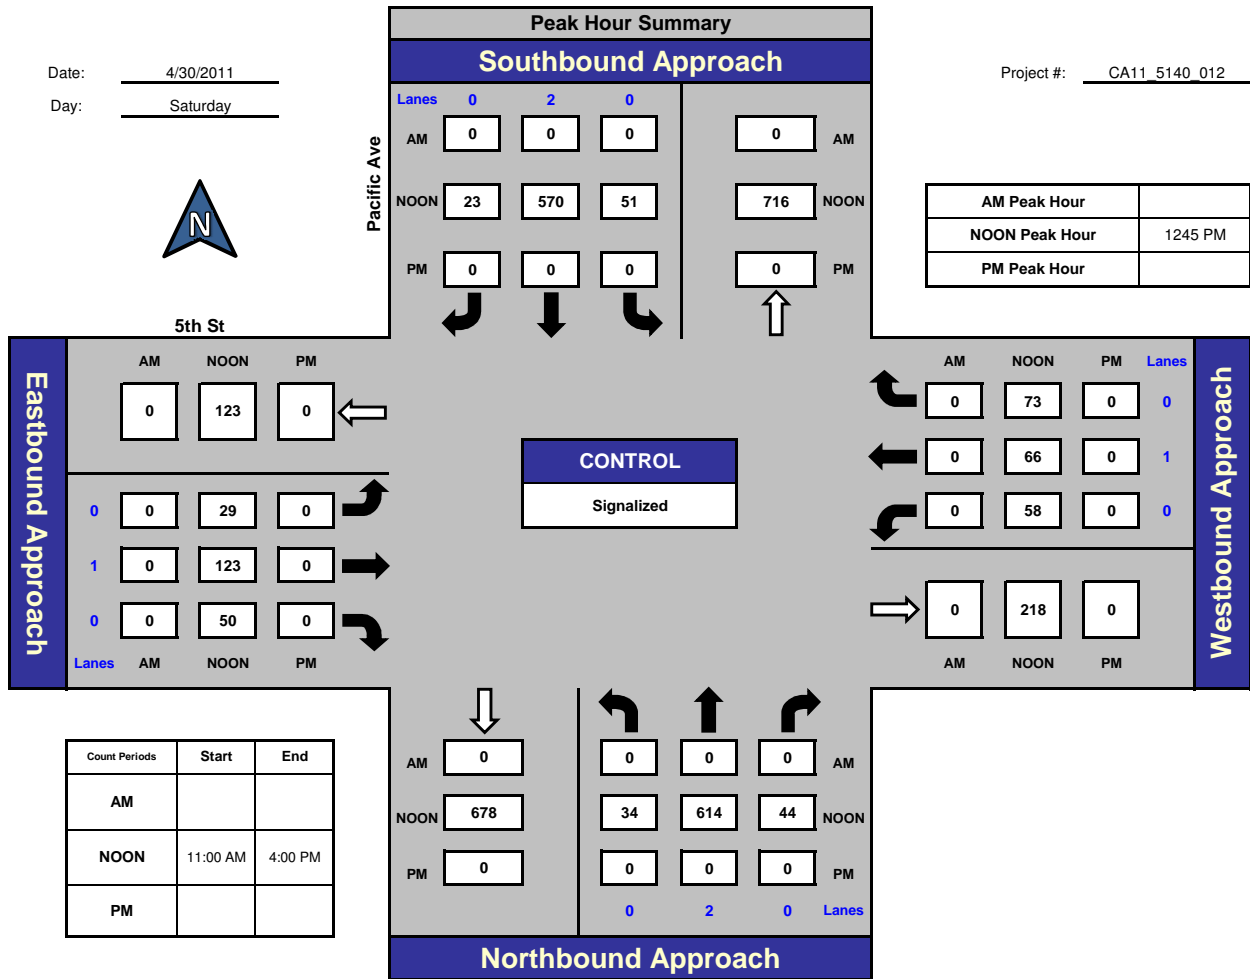 Peak Hour Summary
Southbound Approach
Date: 4/30/2011
Project #: CA11_5140_012
Day: Saturday
Lanes 0 2 0
Pacific Ave
AM 0 0 0 0 AM
NOON 23 570 51 716 NOON
PM 0 0 0 0 PM
N
AM Peak Hour
NOON Peak Hour 1245 PM
PM Peak Hour
5th St
Eastbound Approach
AM NOON PM
0 123 0
0 0 29 0
1 0 123 0
0 0 50 0
Lanes AM NOON PM
CONTROL
Signalized
AM NOON PM Lanes
0 73 0 0
0 66 0 1
0 58 0 0
0 218 0
AM NOON PM
Westbound Approach
Count Periods Start End
AM
NOON 11:00 AM 4:00 PM
PM
AM 0 0 0 0 AM
NOON 678 34 614 44 NOON
PM 0 0 0 0 PM
0 2 0 Lanes
Northbound Approach